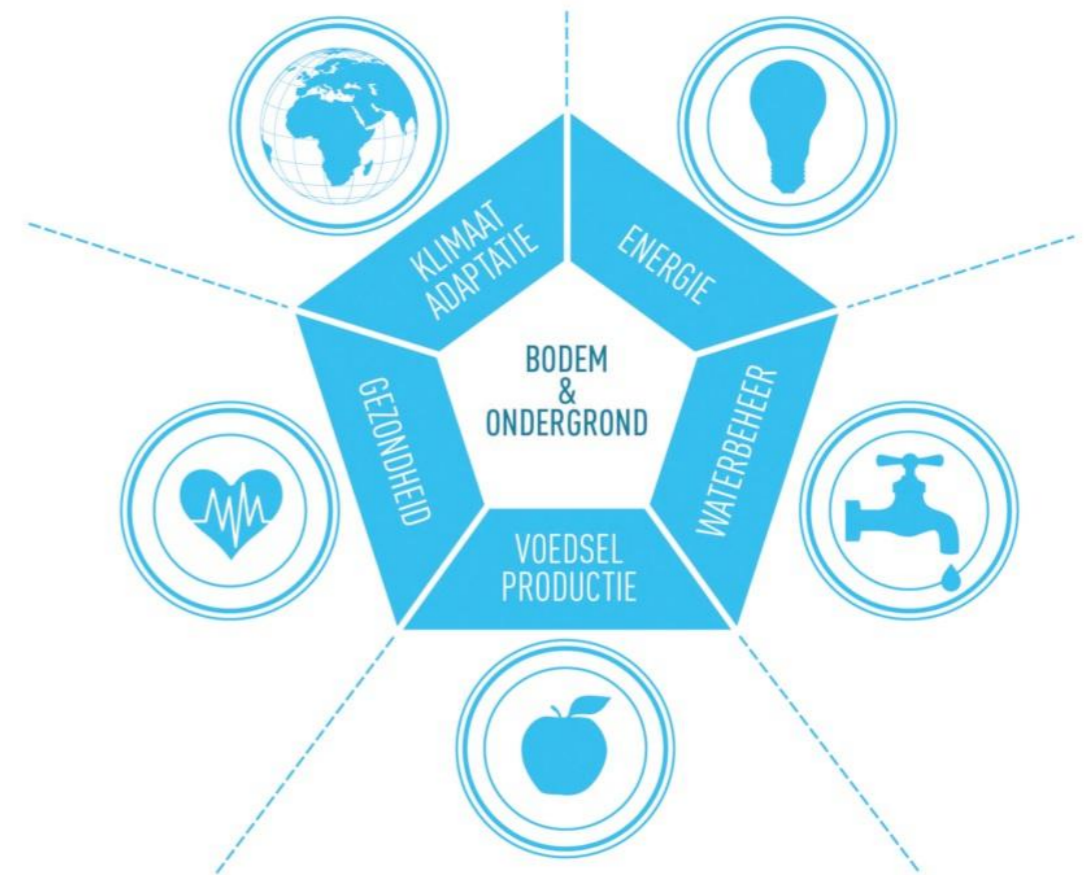 KLIMAAT
ADAPTATIE
ENERGIE
BODEM
&
ONDERGROND
GEZONDHEID
WATERBEHEER
VOEDSEL
PRODUCTIE